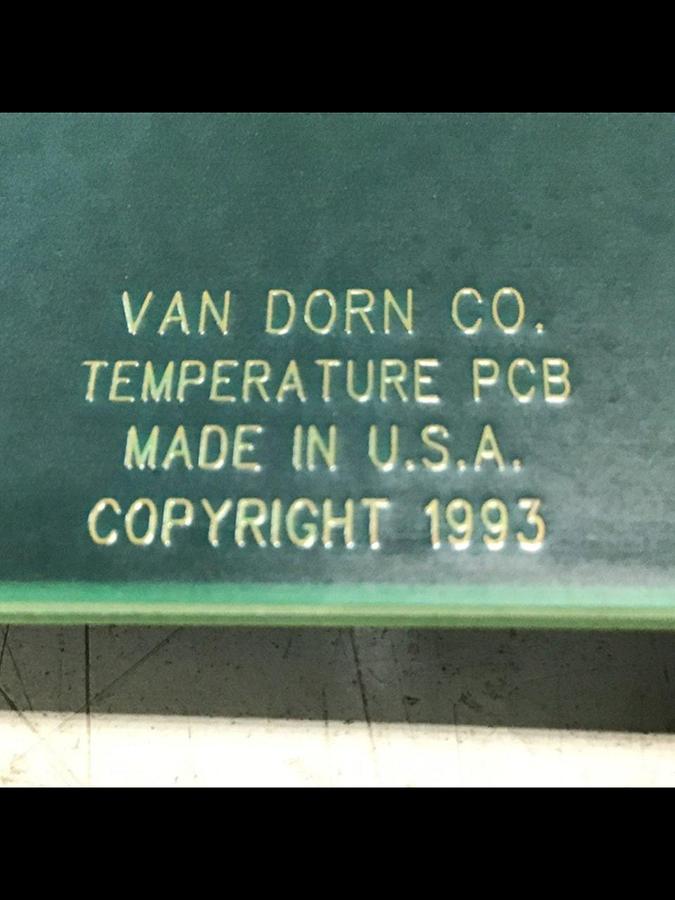 VAN DORN CO.
TEMPERATURE PCB
MADE IN U.S.A.
COPYRIGHT 1993